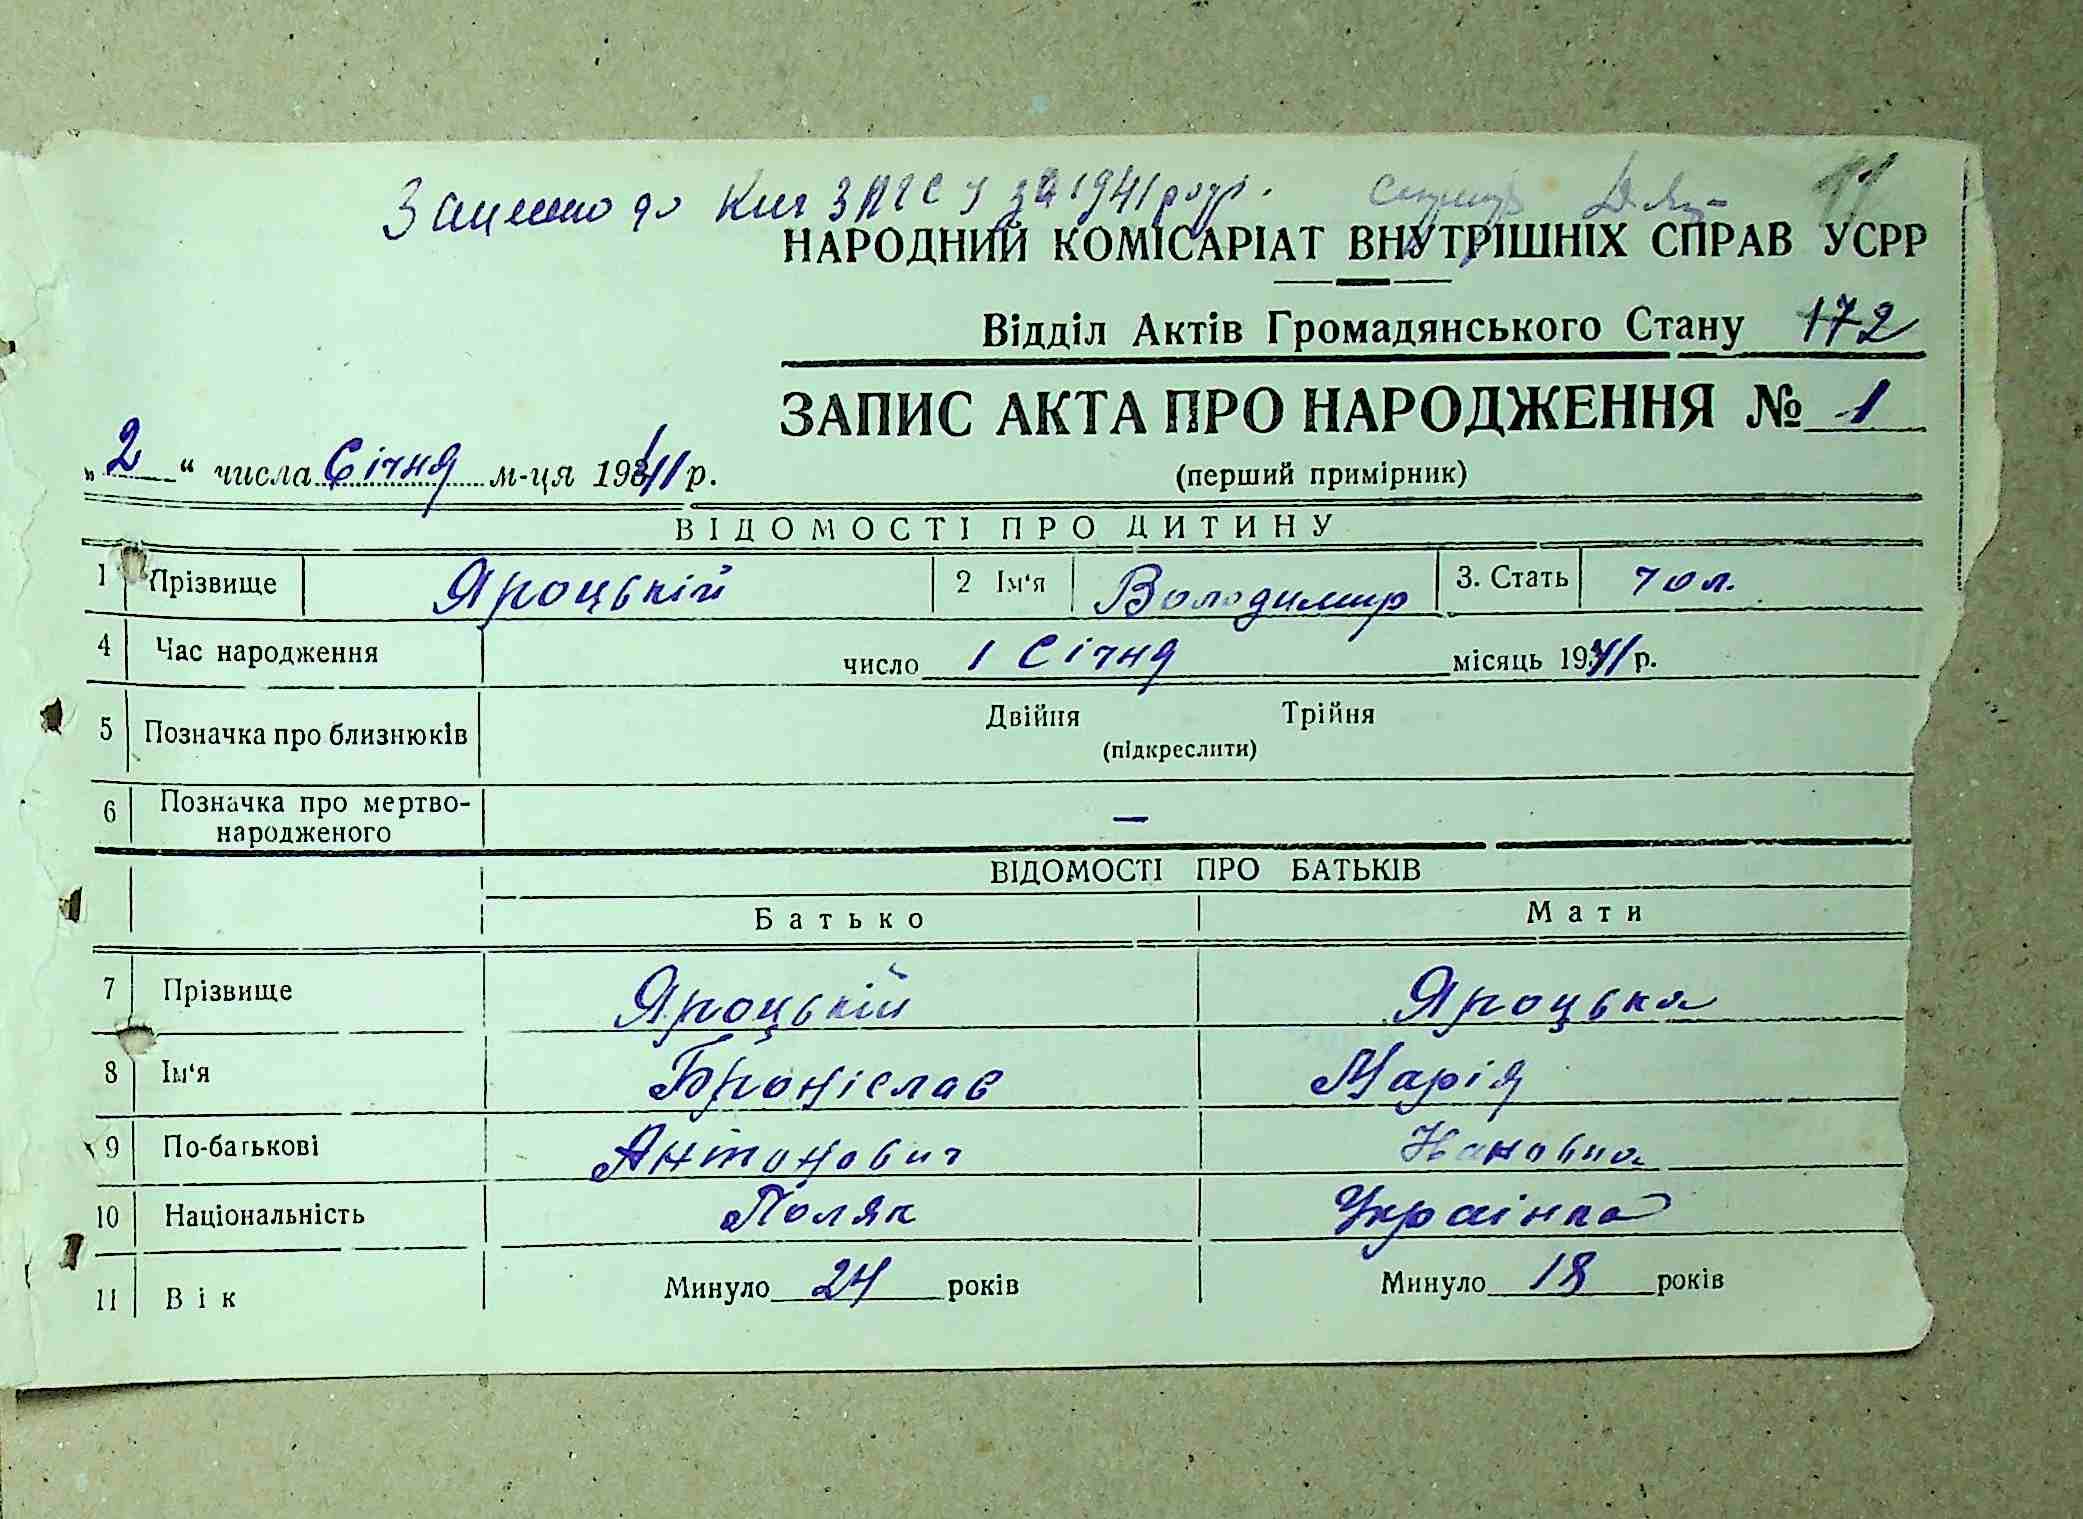 до Книг ЗАГС у за 1941
11
НАРОДНИЙ КОМІСАРІАТ ВНУТРІШНІХ СПРАВ УСРР
Відділ Актів Громадянського Стану 172
ЗАПИС АКТА ПРО НАРОДЖЕННЯ № 1
„2“ числа Січня м-ця 1941 р.
(перший примірник)
ВІДОМОСТІ ПРО ДИТИНУ
1 Прізвище Яроцький 2 Ім'я Володимир 3. Стать чол.
4 Час народження число 1 Січня місяць 1941 р.
5 Позначка про близнюків Двійня Трійня
(підкреслити)
6 Позначка про мертво-
народженого —
ВІДОМОСТІ ПРО БАТЬКІВ
Батько Мати
7 Прізвище Яроцькій Яроцька
8 Ім'я Броніслав Марія
9 По-батькові Антонович
10 Національність Поляк Українка
11 Вік Минуло 24 років Минуло 18 років